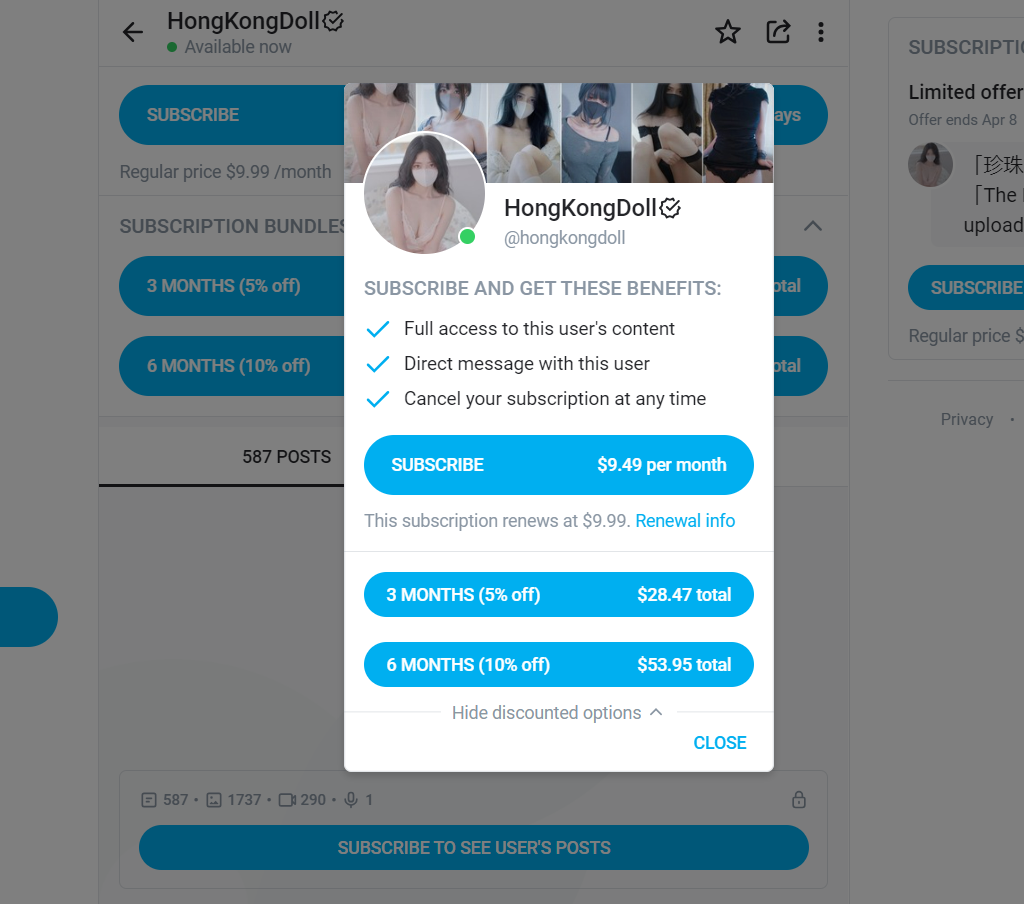 HongKongDoll
Available now
SUBSCRIBE
ays
Regular price $9.99 /month
SUBSCRIPTION BUNDLES
3 MONTHS (5% off)
otal
6 MONTHS (10% off)
otal
587 POSTS
HongKongDoll
@hongkongdoll
SUBSCRIBE AND GET THESE BENEFITS:
Full access to this user's content
Direct message with this user
Cancel your subscription at any time
SUBSCRIBE $9.49 per month
This subscription renews at $9.99. Renewal info
3 MONTHS (5% off) $28.47 total
6 MONTHS (10% off) $53.95 total
Hide discounted options
CLOSE
587 • 1737 • 290 • 1
SUBSCRIBE TO SEE USER'S POSTS
SUBSCRIPTIO
Limited offer
Offer ends Apr 8
「珍珠
「The
upload
SUBSCRIBE
Regular price $
Privacy ·